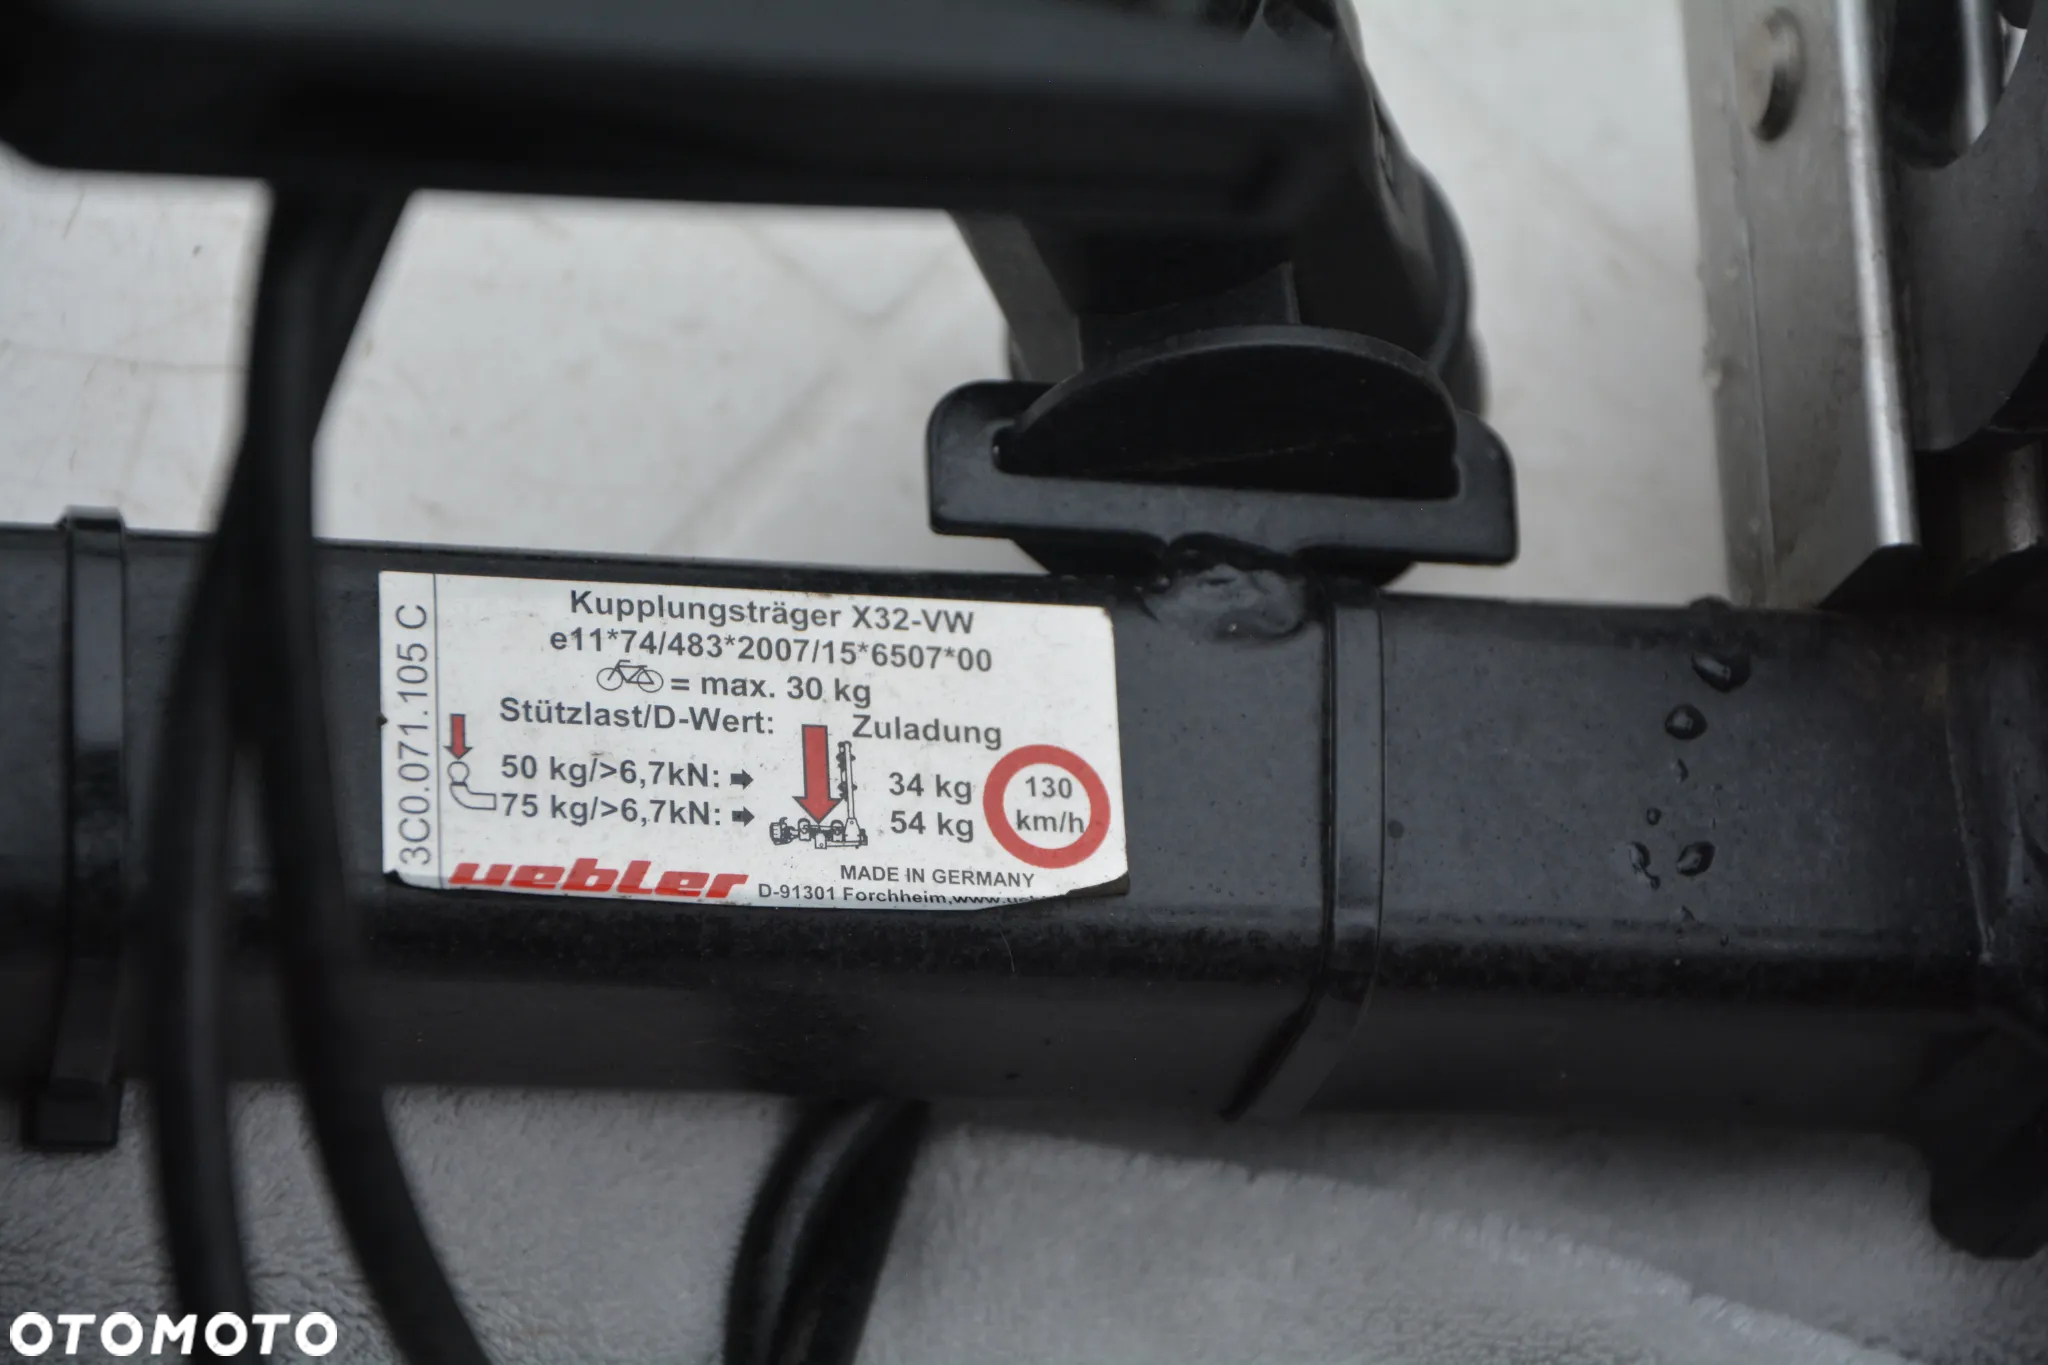 3C0.071.105 C
Kupplungsträger X32-VW
e11*74/483*2007/15*6507*00
= max. 30 kg
Stützlast/D-Wert: Zuladung
50 kg/>6,7kN: 34 kg
75 kg/>6,7kN: 54 kg
130
km/h
uebler
MADE IN GERMANY
D-91301 Forchheim,www.
OTOMOTO